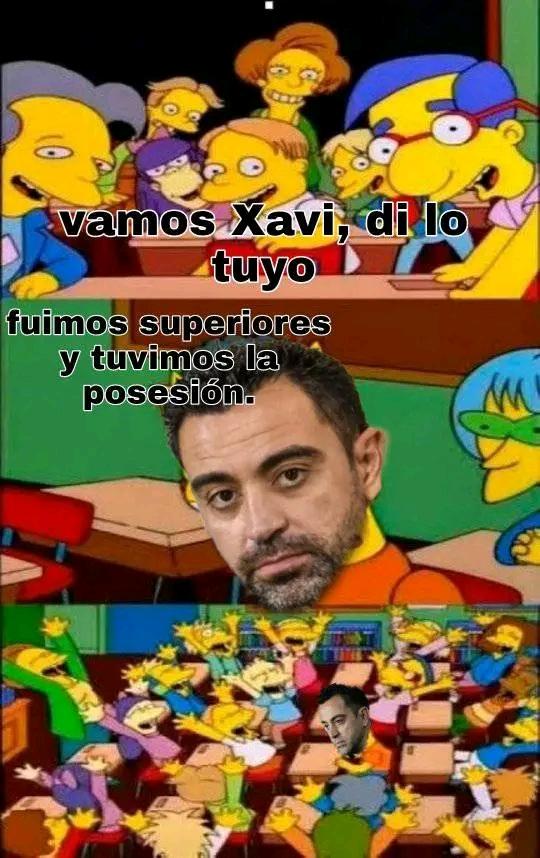 vamos Xavi, di lo
tuyo
fuimos superiores
y tuvimos la
posesión.